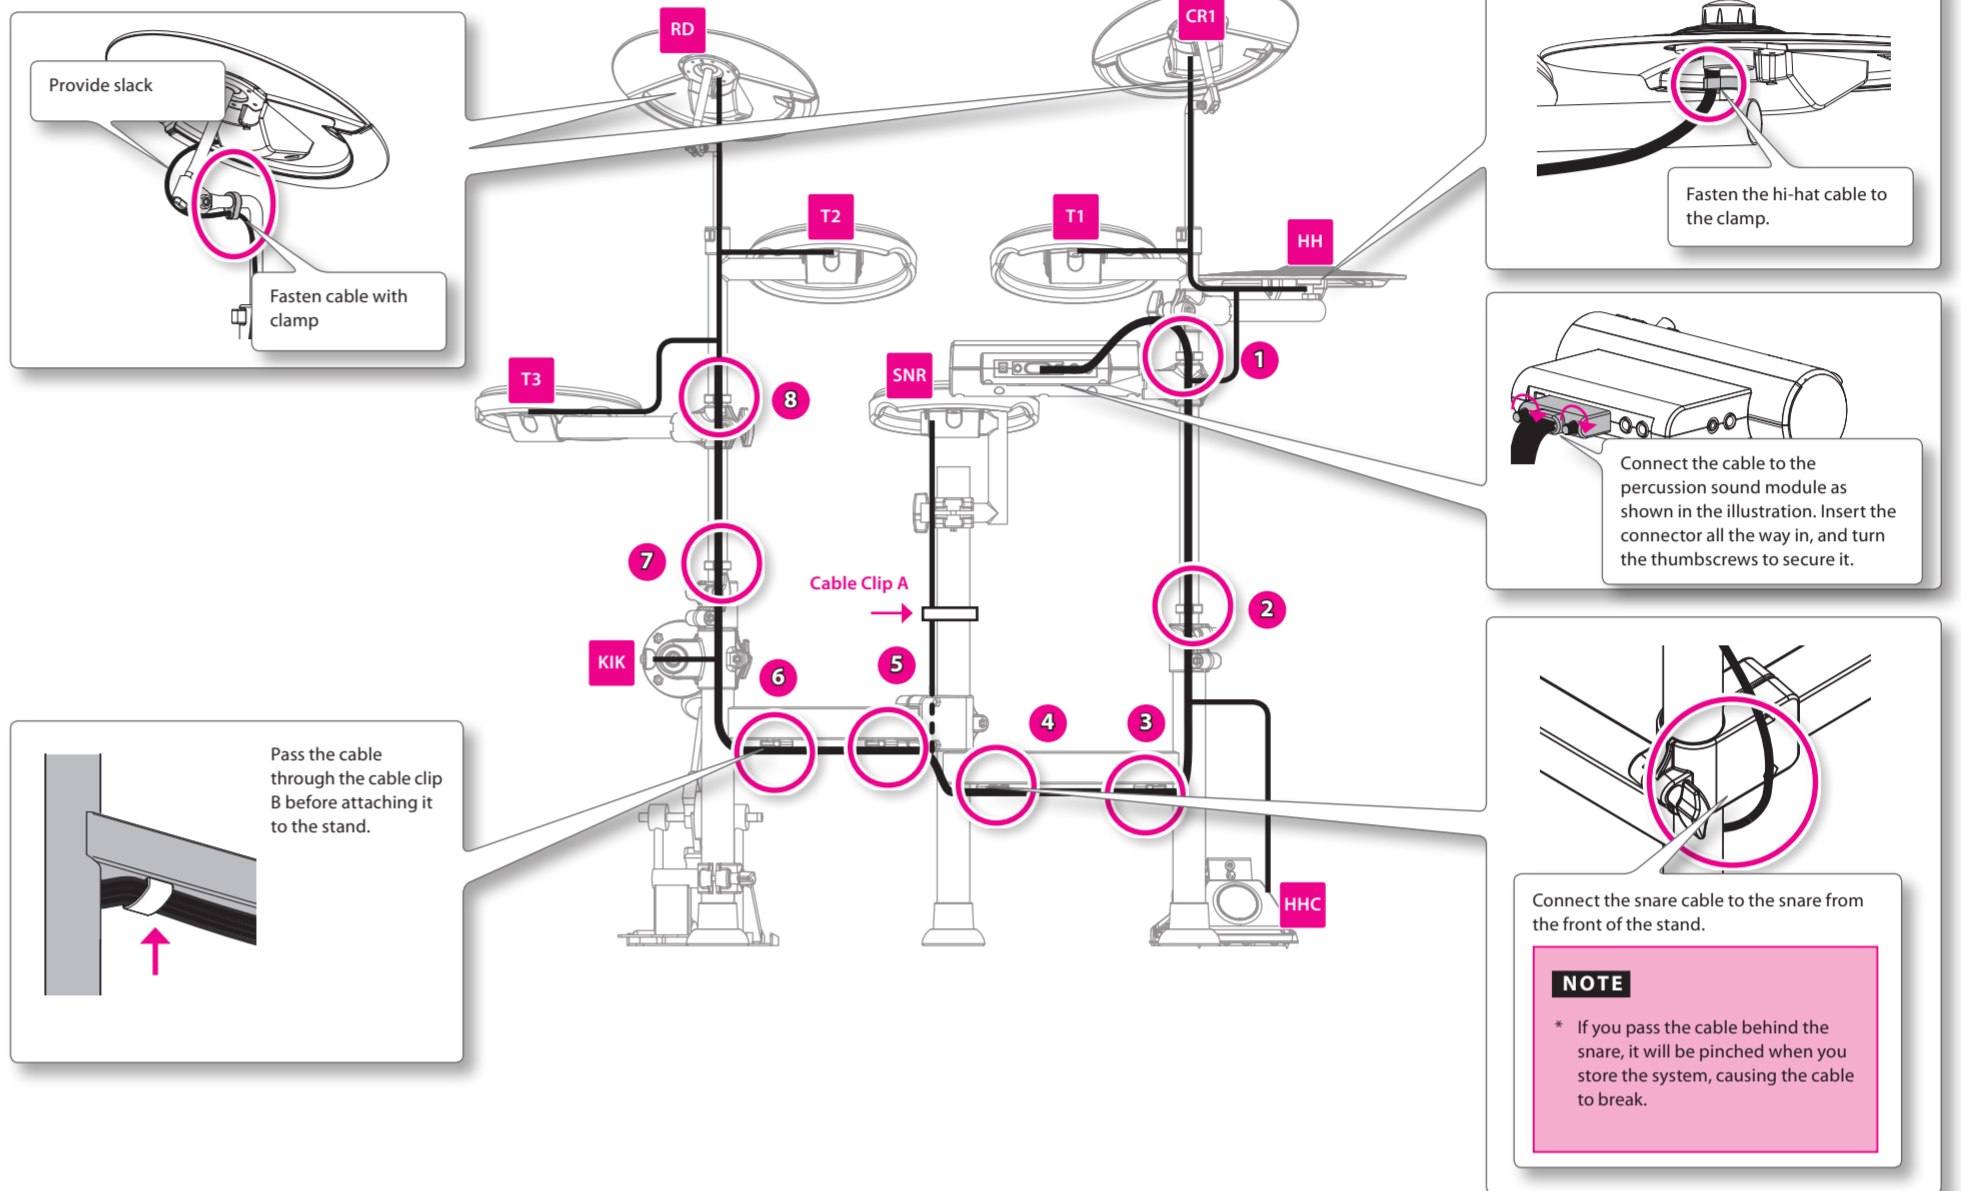 RD
CR1
Provide slack
Fasten cable with
clamp
T2
T1
HH
Fasten the hi-hat cable to
the clamp.
T3
SNR
1
8
Connect the cable to the
percussion sound module as
shown in the illustration. Insert the
connector all the way in, and turn
the thumbscrews to secure it.
7
Cable Clip A
2
KIK
6
5
4
3
Pass the cable
through the cable clip
B before attaching it
to the stand.
HHC
Connect the snare cable to the snare from
the front of the stand.
NOTE
* If you pass the cable behind the
snare, it will be pinched when you
store the system, causing the cable
to break.